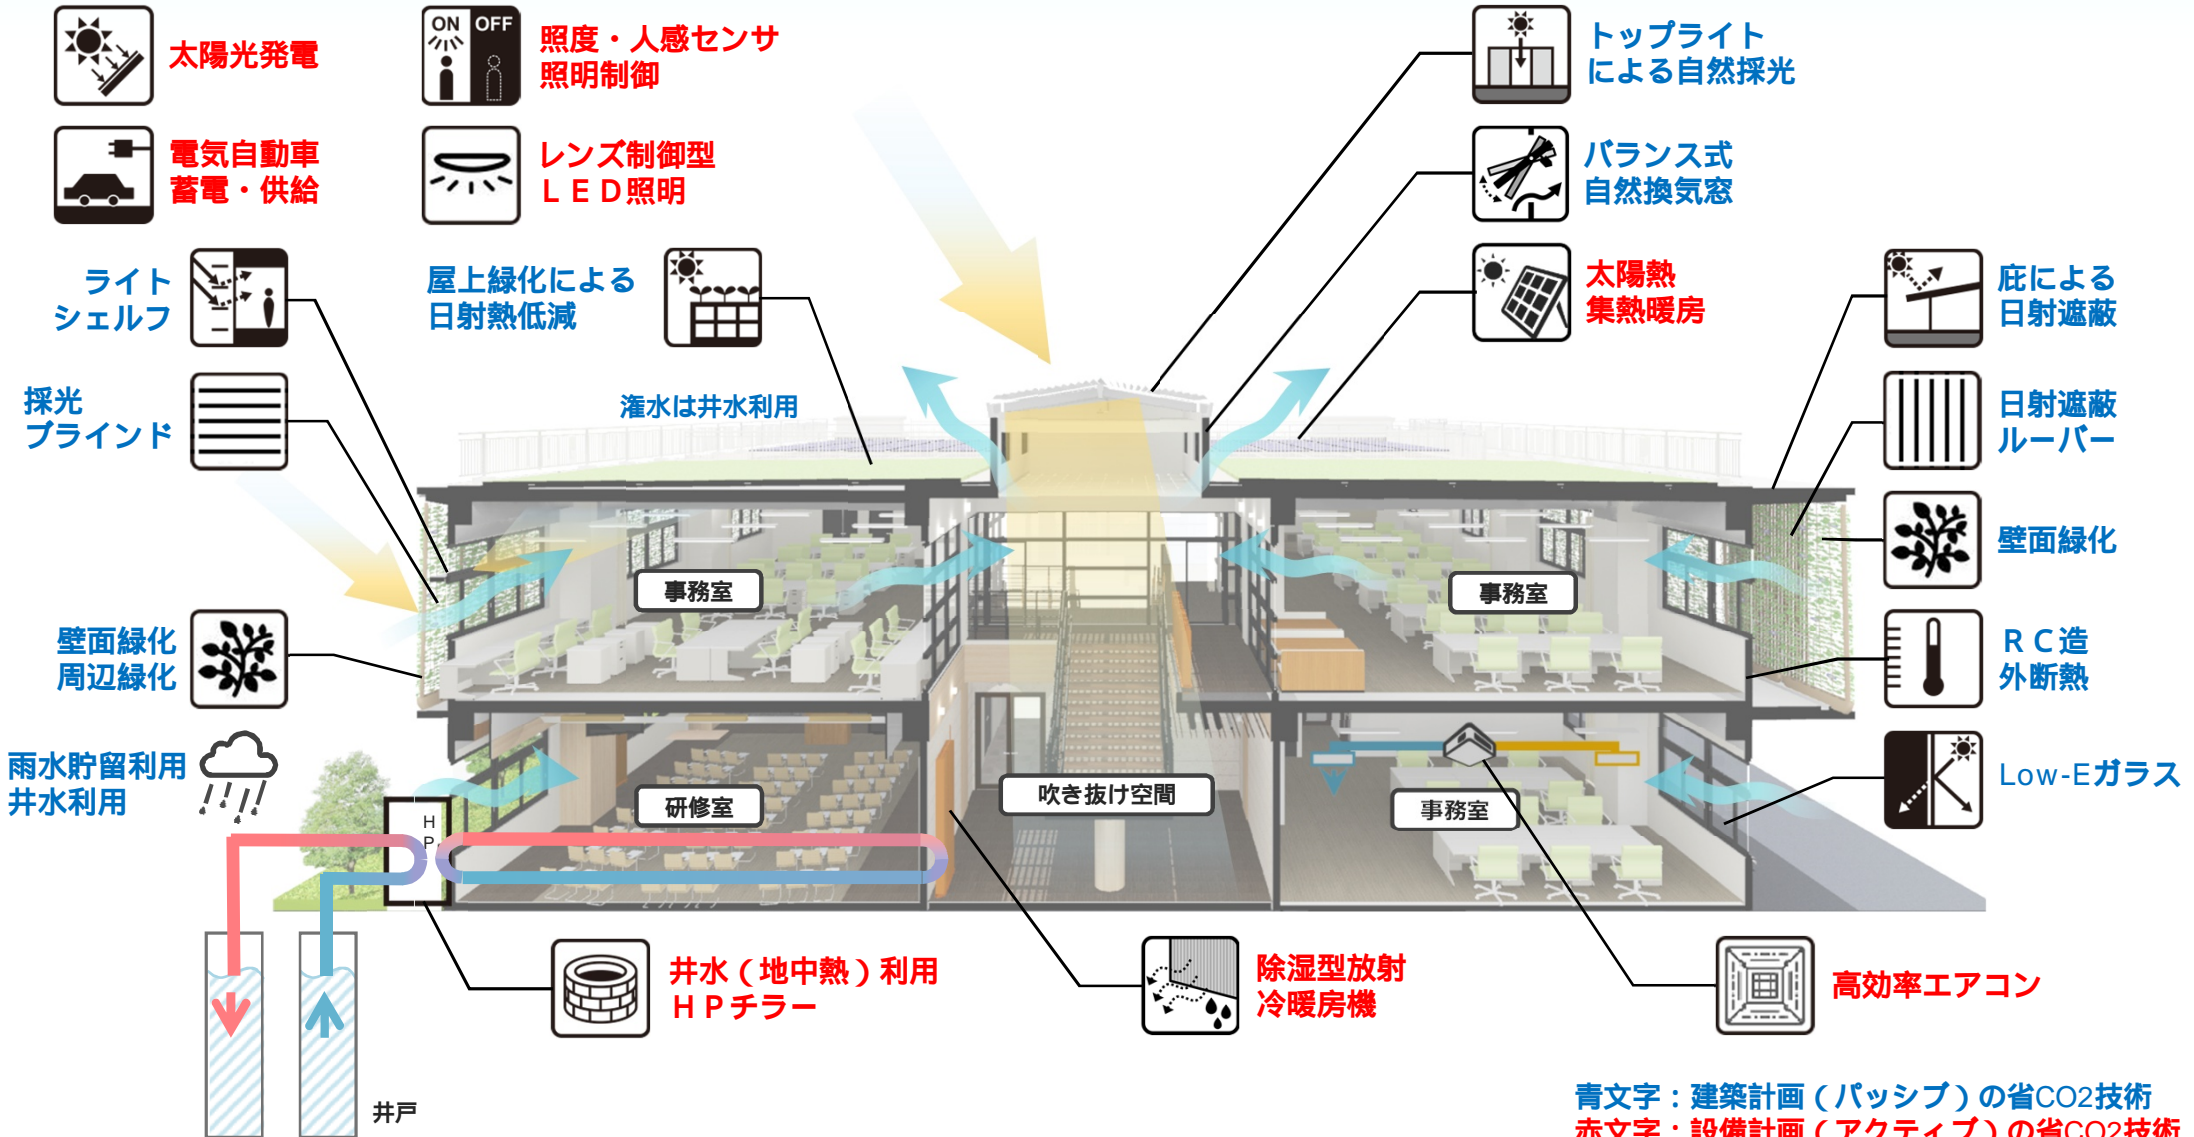 太陽光発電
ON OFF
照度・人感センサ
照明制御
電気自動車
蓄電・供給
レンズ制御型
ＬＥＤ照明
トップライト
による自然採光
バランス式
自然換気窓
太陽熱
集熱暖房
ライト
シェルフ
屋上緑化による
日射熱低減
庇による
日射遮蔽
採光
ブラインド
潅水は井水利用
日射遮蔽
ルーバー
壁面緑化
事務室
事務室
壁面緑化
周辺緑化
ＲＣ造
外断熱
雨水貯留利用
井水利用
H
P
研修室
吹き抜け空間
事務室
Low-Eガラス
井水（地中熱）利用
ＨＰチラー
除湿型放射
冷暖房機
高効率エアコン
井戸
青文字：建築計画（パッシブ）の省CO2技術
赤文字：設備計画（アクティブ）の省CO2技術